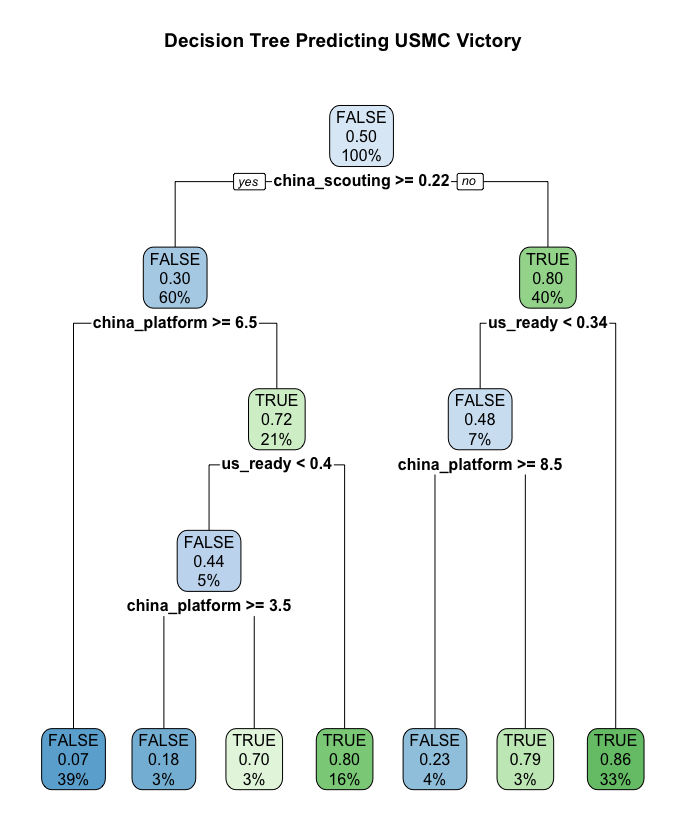 Decision Tree Predicting USMC Victory
FALSE
0.50
100%
yes china_scouting >= 0.22 no
FALSE
0.30
60%
TRUE
0.80
40%
china_platform >= 6.5
us_ready < 0.34
TRUE
0.72
21%
FALSE
0.48
7%
us_ready < 0.4
china_platform >= 8.5
FALSE
0.44
5%
china_platform >= 3.5
FALSE
0.07
39%
FALSE
0.18
3%
TRUE
0.70
3%
TRUE
0.80
16%
FALSE
0.23
4%
TRUE
0.79
3%
TRUE
0.86
33%